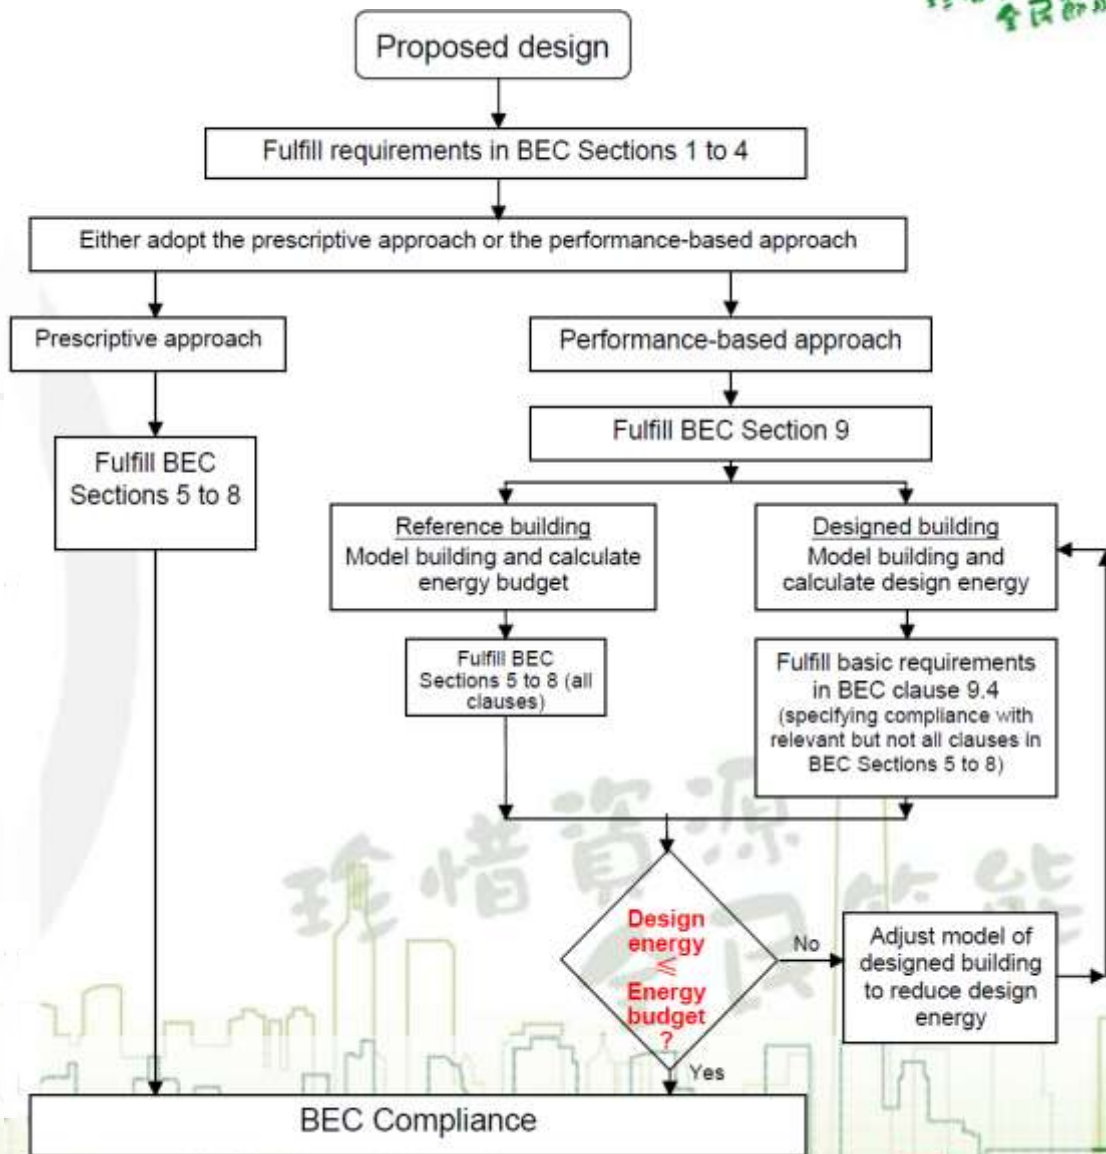 全民節
Proposed design
Fulfill requirements in BEC Sections 1 to 4
Either adopt the prescriptive approach or the performance-based approach
Prescriptive approach
Performance-based approach
Fulfill BEC
Sections 5 to 8
Fulfill BEC Section 9
Reference building
Model building and calculate
energy budget
Designed building
Model building and
calculate design energy
Fulfill BEC
Sections 5 to 8 (all
clauses)
Fulfill basic requirements
in BEC clause 9.4
(specifying compliance with
relevant but not all clauses in
BEC Sections 5 to 8)
珍惜資源
Design
energy
≤
Energy
budget
?
No
Adjust model of
designed building
to reduce design
energy
Yes
BEC Compliance